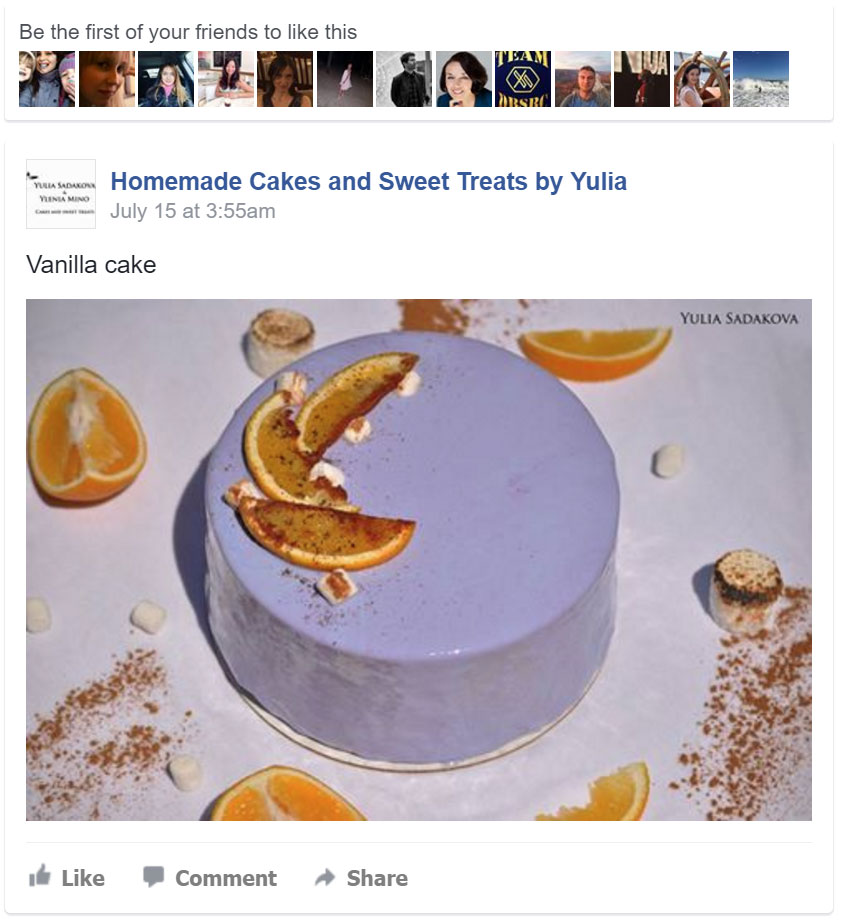 Be the first of your friends to like this
TEAM
DBSBC
YULIA SADAKOVA
&
YLENIA MINO
CAKES AND SWEET TREATS
Homemade Cakes and Sweet Treats by Yulia
July 15 at 3:55am
Vanilla cake
YULIA SADAKOVA
Like
Comment
Share